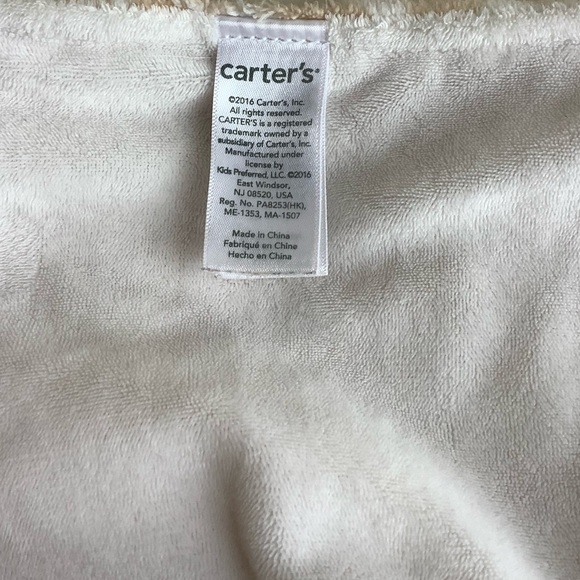 carter's®
©2016 Carter's, Inc.
All rights reserved.
CARTER'S is a registered
trademark owned by a
subsidiary of Carter's, Inc.
Manufactured under
license by
Kids Preferred, LLC. ©2016
East Windsor,
NJ 08520, USA
Reg. No. PA8253(HK),
ME-1353, MA-1507
Made in China
Fabriqué en Chine
Hecho en China